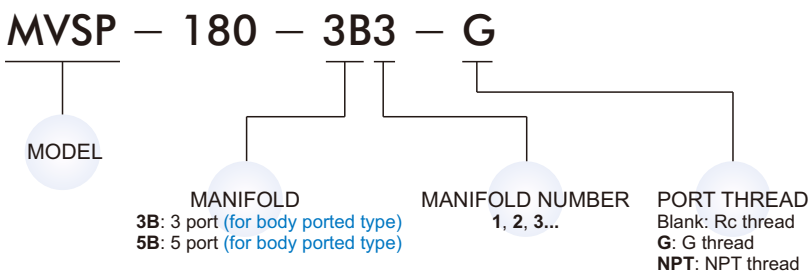 MVSP – 180 – 3B3 – G
MODEL
MANIFOLD
3B: 3 port (for body ported type)
5B: 5 port (for body ported type)
MANIFOLD NUMBER
1, 2, 3...
PORT THREAD
Blank: Rc thread
G: G thread
NPT: NPT thread